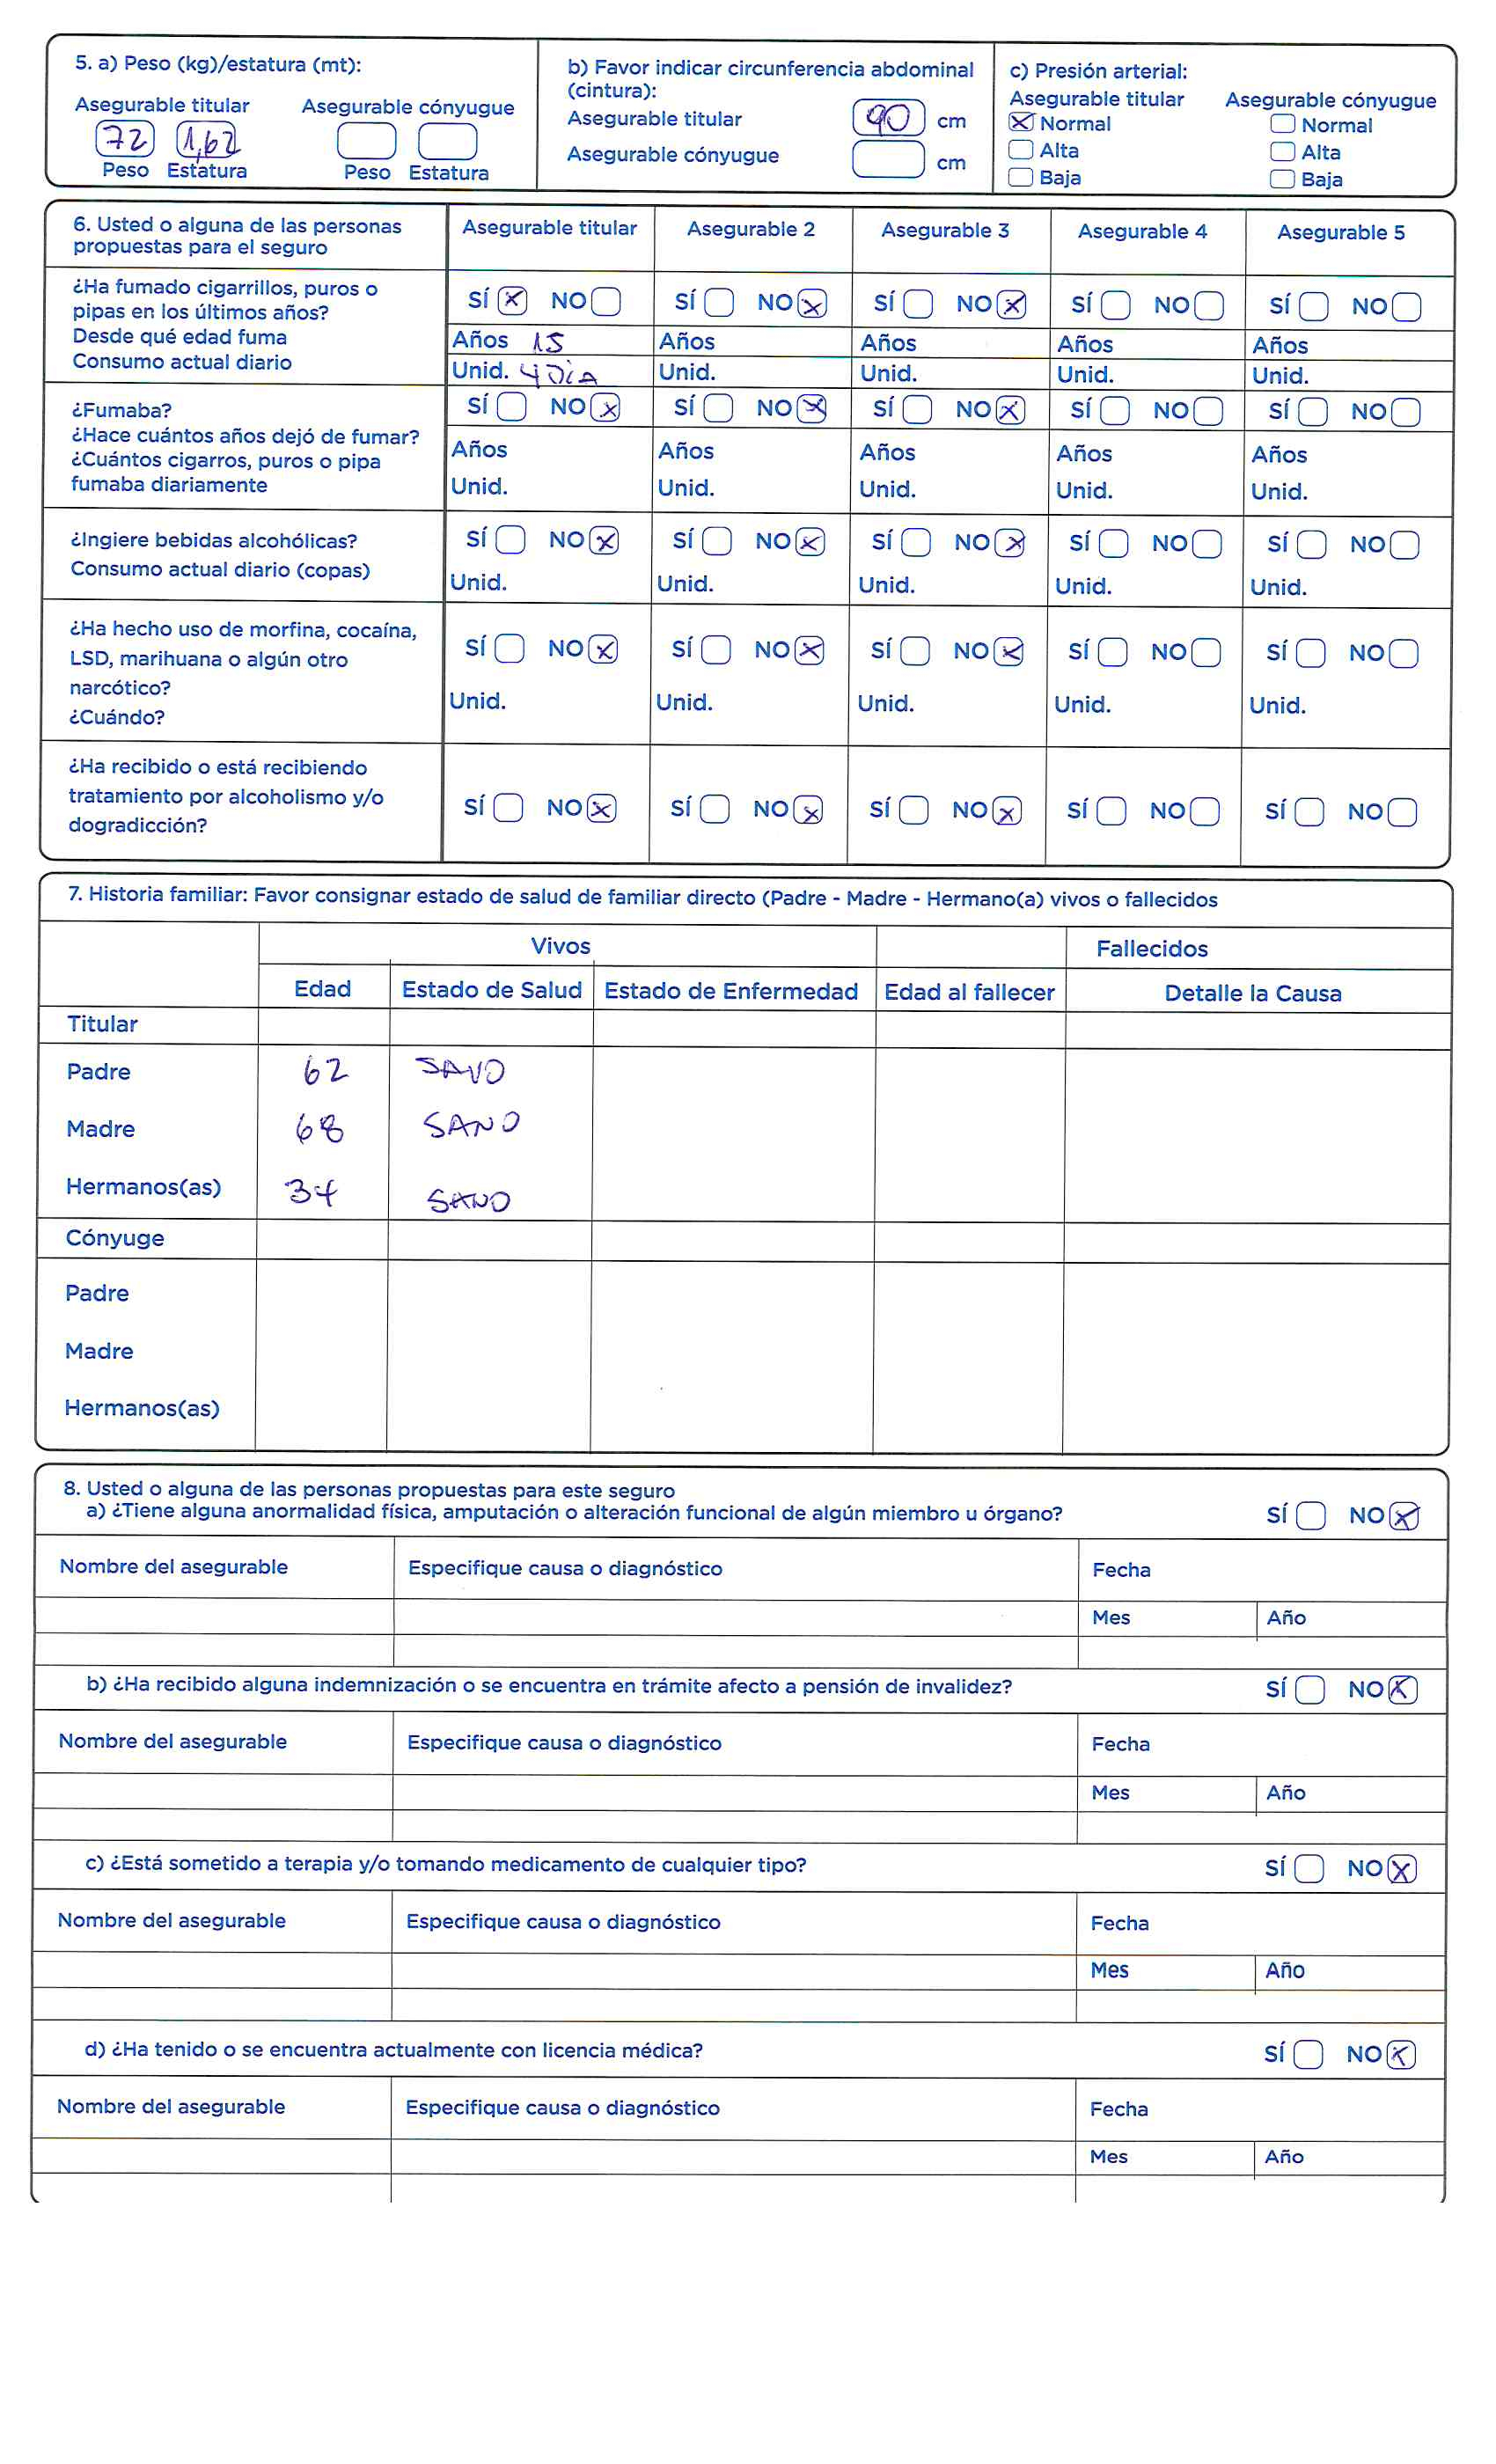 5. a) Peso (kg)/estatura (mt):
Asegurable titular Asegurable cónyugue
72 1,62
Peso Estatura Peso Estatura
b) Favor indicar circunferencia abdominal
(cintura):
Asegurable titular 90 cm
Asegurable cónyugue cm
c) Presión arterial:
Asegurable titular Asegurable cónyugue
X Normal Normal
Alta Alta
Baja Baja
6. Usted o alguna de las personas
propuestas para el seguro
Asegurable titular Asegurable 2 Asegurable 3 Asegurable 4 Asegurable 5
¿Ha fumado cigarrillos, puros o
pipas en los últimos años?
Desde qué edad fuma
Consumo actual diario
SÍ X NO SÍ NO X SÍ NO X SÍ NO SÍ NO
Años 15 Años Años Años Años
Unid. 4 DiA Unid. Unid. Unid. Unid.
¿Fumaba?
¿Hace cuántos años dejó de fumar?
¿Cuántos cigarros, puros o pipa
fumaba diariamente
SÍ NO X SÍ NO X SÍ NO X SÍ NO SÍ NO
Años Años Años Años Años
Unid. Unid. Unid. Unid. Unid.
¿Ingiere bebidas alcohólicas?
Consumo actual diario (copas)
SÍ NO X SÍ NO X SÍ NO X SÍ NO SÍ NO
Unid. Unid. Unid. Unid. Unid.
¿Ha hecho uso de morfina, cocaína,
LSD, marihuana o algún otro
narcótico?
¿Cuándo?
SÍ NO X SÍ NO X SÍ NO X SÍ NO SÍ NO
Unid. Unid. Unid. Unid. Unid.
¿Ha recibido o está recibiendo
tratamiento por alcoholismo y/o
dogradicción?
SÍ NO X SÍ NO X SÍ NO X SÍ NO SÍ NO
7. Historia familiar: Favor consignar estado de salud de familiar directo (Padre - Madre - Hermano(a) vivos o fallecidos
Vivos Fallecidos
Edad Estado de Salud Estado de Enfermedad Edad al fallecer Detalle la Causa
Titular
Padre 62 SANO
Madre 68 SANO
Hermanos(as) 34 SANO
Cónyuge
Padre
Madre
Hermanos(as)
8. Usted o alguna de las personas propuestas para este seguro
a) ¿Tiene alguna anormalidad física, amputación o alteración funcional de algún miembro u órgano? SÍ NO X
Nombre del asegurable Especifique causa o diagnóstico Fecha
Mes Año
b) ¿Ha recibido alguna indemnización o se encuentra en trámite afecto a pensión de invalidez? SÍ NO X
Nombre del asegurable Especifique causa o diagnóstico Fecha
Mes Año
c) ¿Está sometido a terapia y/o tomando medicamento de cualquier tipo? SÍ NO X
Nombre del asegurable Especifique causa o diagnóstico Fecha
Mes Año
d) ¿Ha tenido o se encuentra actualmente con licencia médica? SÍ NO X
Nombre del asegurable Especifique causa o diagnóstico Fecha
Mes Año